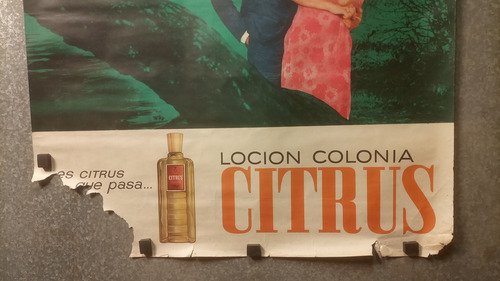 es CITRUS
que pasa...
CITRUS
LOCION COLONIA
CITRUS